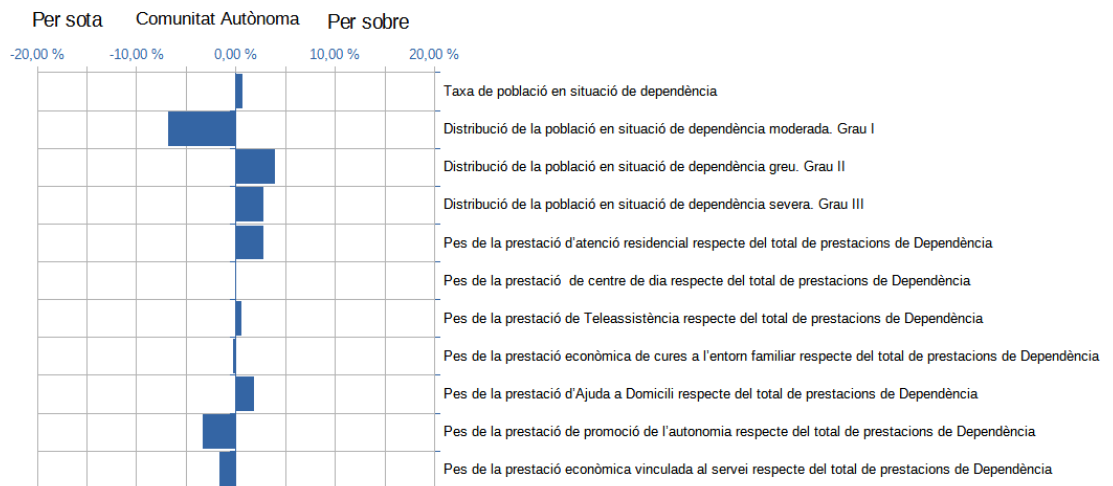 Per sota Comunitat Autònoma Per sobre
-20,00 % -10,00 % 0,00 % 10,00 % 20,00 %
Taxa de població en situació de dependència
Distribució de la població en situació de dependència moderada. Grau I
Distribució de la població en situació de dependència greu. Grau II
Distribució de la població en situació de dependència severa. Grau III
Pes de la prestació d’atenció residencial respecte del total de prestacions de Dependència
Pes de la prestació  de centre de dia respecte del total de prestacions de Dependència
Pes de la prestació de Teleassistència respecte del total de prestacions de Dependència
Pes de la prestació econòmica de cures a l’entorn familiar respecte del total de prestacions de Dependència
Pes de la prestació d’Ajuda a Domicili respecte del total de prestacions de Dependència
Pes de la prestació de promoció de l’autonomia respecte del total de prestacions de Dependència
Pes de la prestació econòmica vinculada al servei respecte del total de prestacions de Dependència